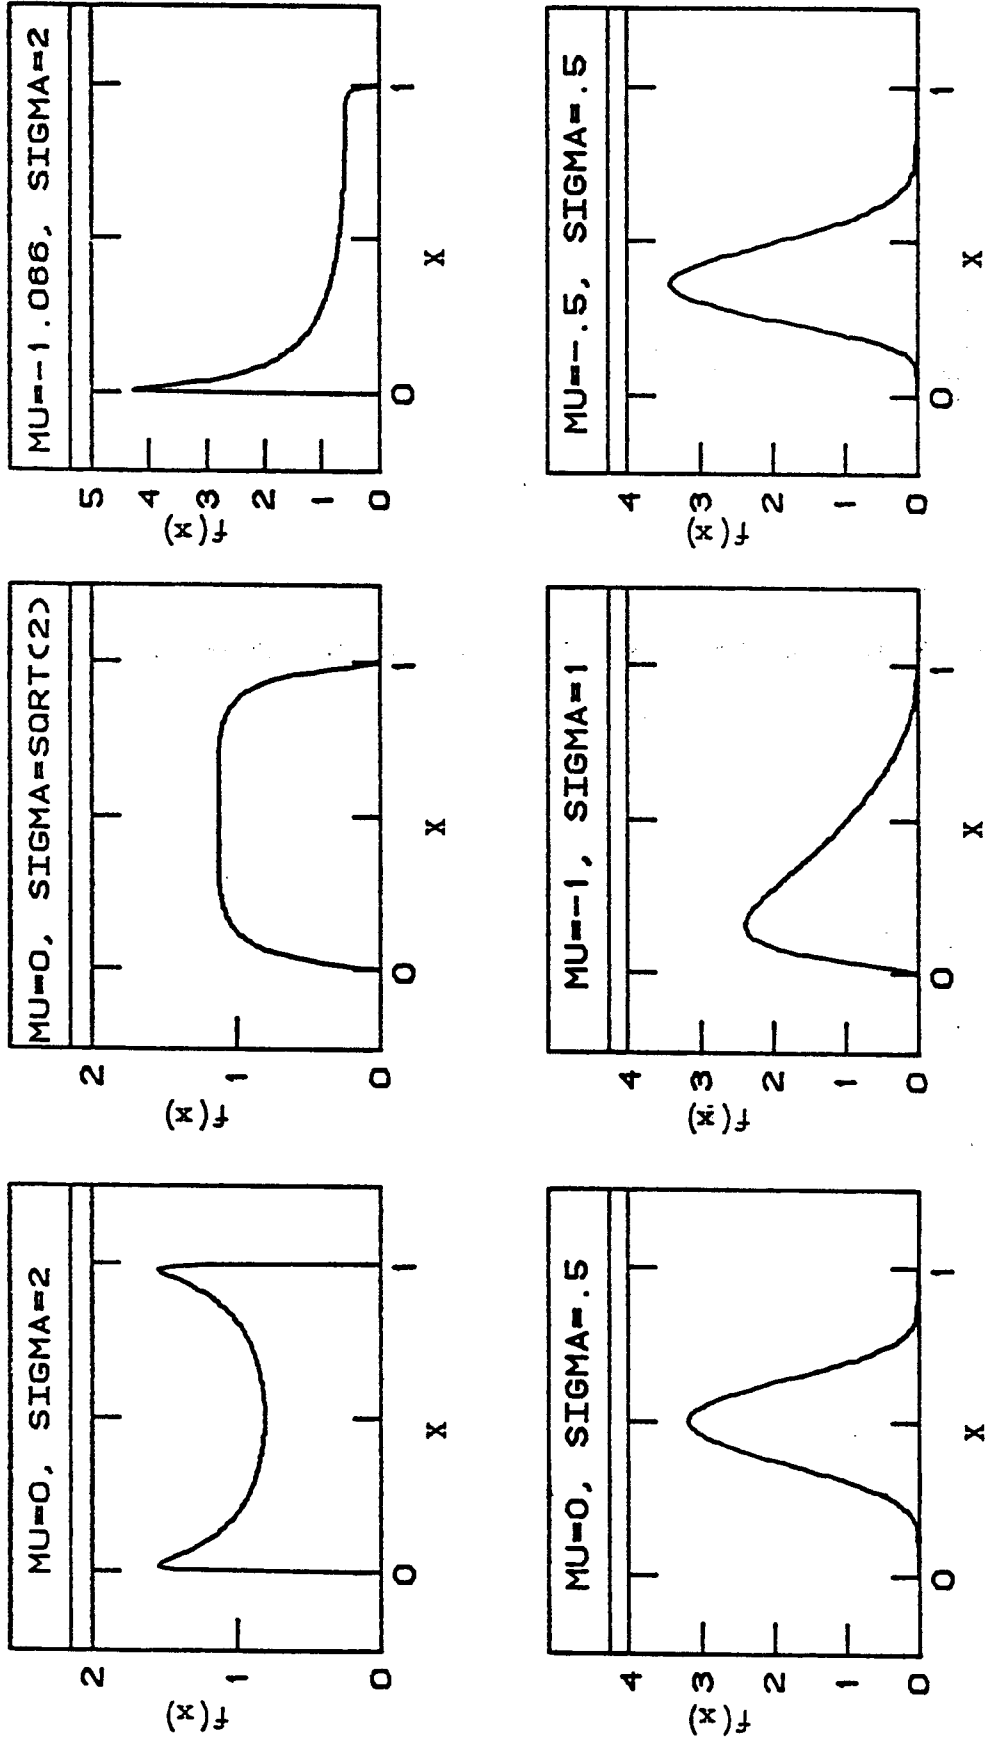 MU=0, SIGMA=2
2
1
0
f(x)
0
1
X
MU=0, SIGMA=SQRT(2)
2
1
0
f(x)
0
1
X
MU=-1.086, SIGMA=2
5
4
3
2
1
0
f(x)
0
1
X
MU=0, SIGMA=.5
4
3
2
1
0
f(x)
0
1
X
MU=-1, SIGMA=1
4
3
2
1
0
f(x)
0
1
X
MU=-.5, SIGMA=.5
4
3
2
1
0
f(x)
0
1
X